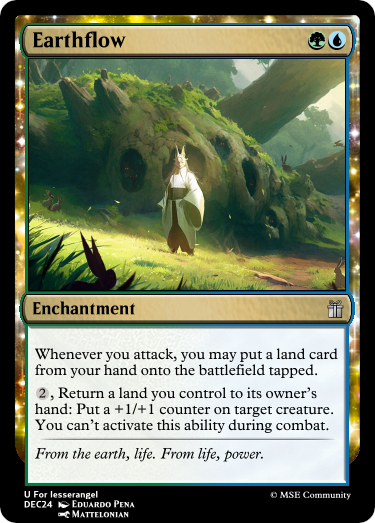 Earthflow
Enchantment
Whenever you attack, you may put a land card
from your hand onto the battlefield tapped.
2, Return a land you control to its owner's
hand: Put a +1/+1 counter on target creature.
You can't activate this ability during combat.
From the earth, life. From life, power.
U For lesserangel
DEC24 Eduardo Pena
Mattelonian
© MSE Community